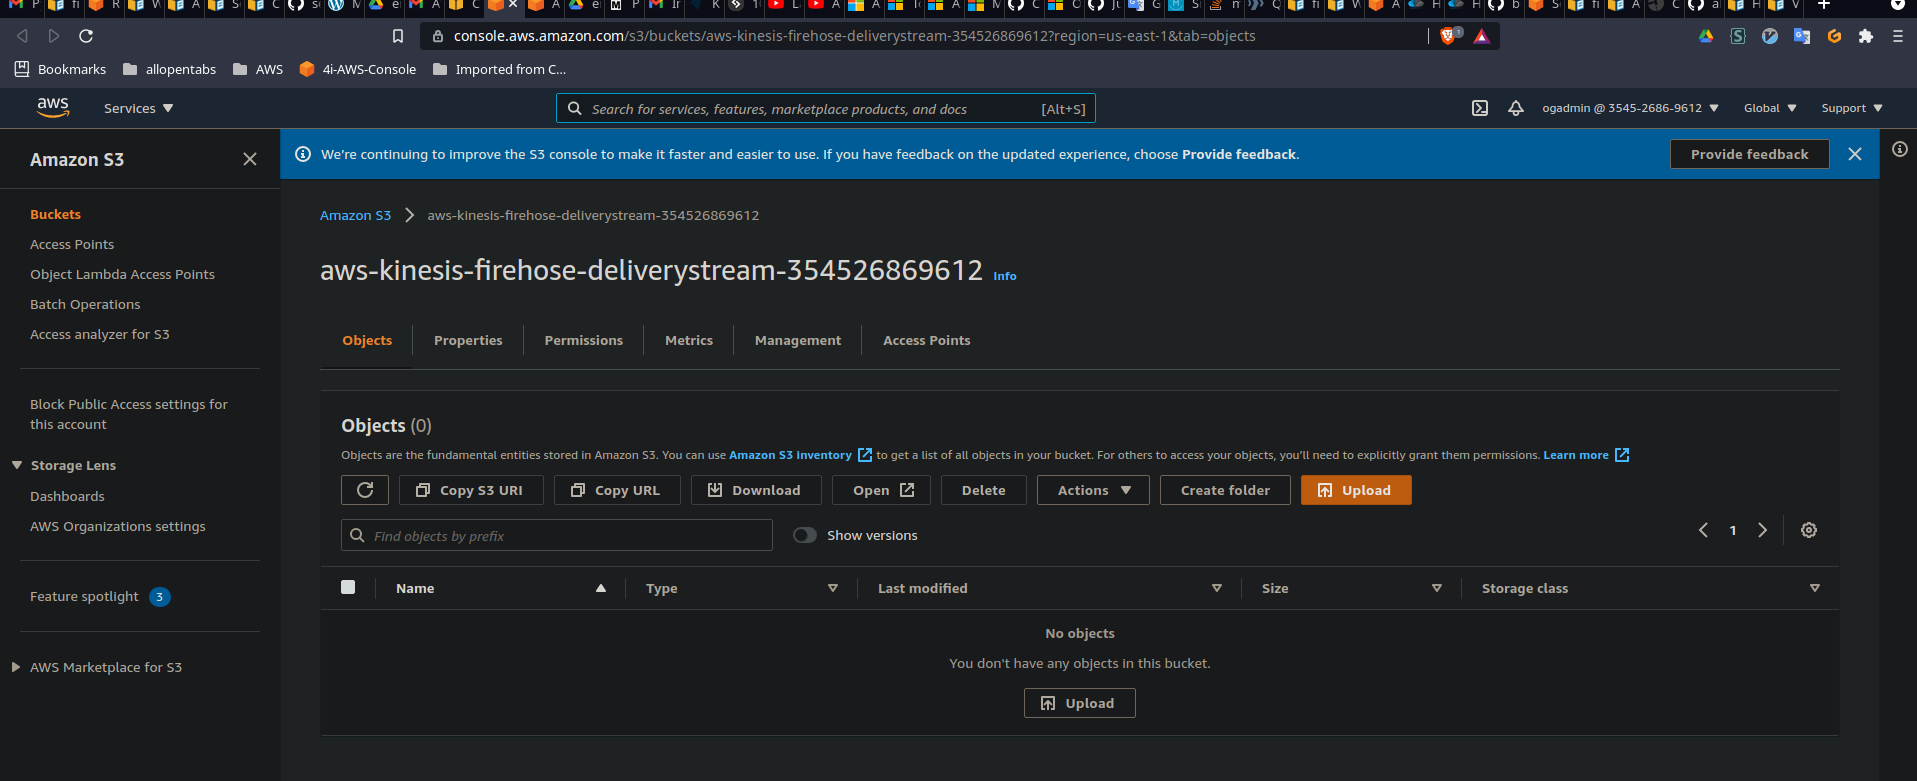 console.aws.amazon.com/s3/buckets/aws-kinesis-firehose-deliverystream-354526869612?region=us-east-1&tab=objects
Bookmarks allopentabs AWS 4i-AWS-Console Imported from C...
aws Services Search for services, features, marketplace products, and docs [Alt+S] ogadmin @ 3545-2686-9612 Global Support
Amazon S3
We're continuing to improve the S3 console to make it faster and easier to use. If you have feedback on the updated experience, choose Provide feedback. Provide feedback
Buckets
Access Points
Object Lambda Access Points
Batch Operations
Access analyzer for S3
Block Public Access settings for
this account
Storage Lens
Dashboards
AWS Organizations settings
Feature spotlight 3
AWS Marketplace for S3
Amazon S3 aws-kinesis-firehose-deliverystream-354526869612
aws-kinesis-firehose-deliverystream-354526869612 Info
Objects Properties Permissions Metrics Management Access Points
Objects (0)
Objects are the fundamental entities stored in Amazon S3. You can use Amazon S3 Inventory to get a list of all objects in your bucket. For others to access your objects, you'll need to explicitly grant them permissions. Learn more
Copy S3 URI Copy URL Download Open Delete Actions Create folder Upload
Find objects by prefix Show versions 1
Name Type Last modified Size Storage class
No objects
You don't have any objects in this bucket.
Upload